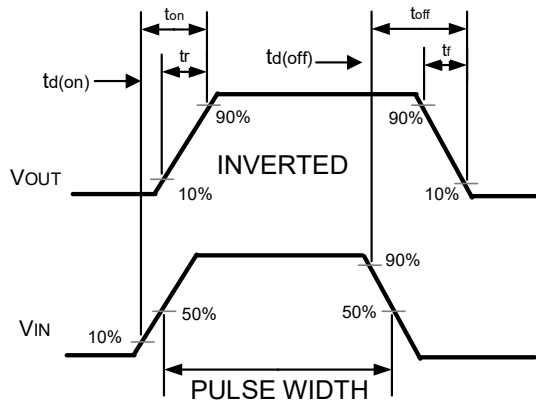 ton
toff
tr
tf
td(on)
td(off)
90%
90%
INVERTED
VOUT
10%
10%
90%
50%
50%
VIN
10%
PULSE WIDTH